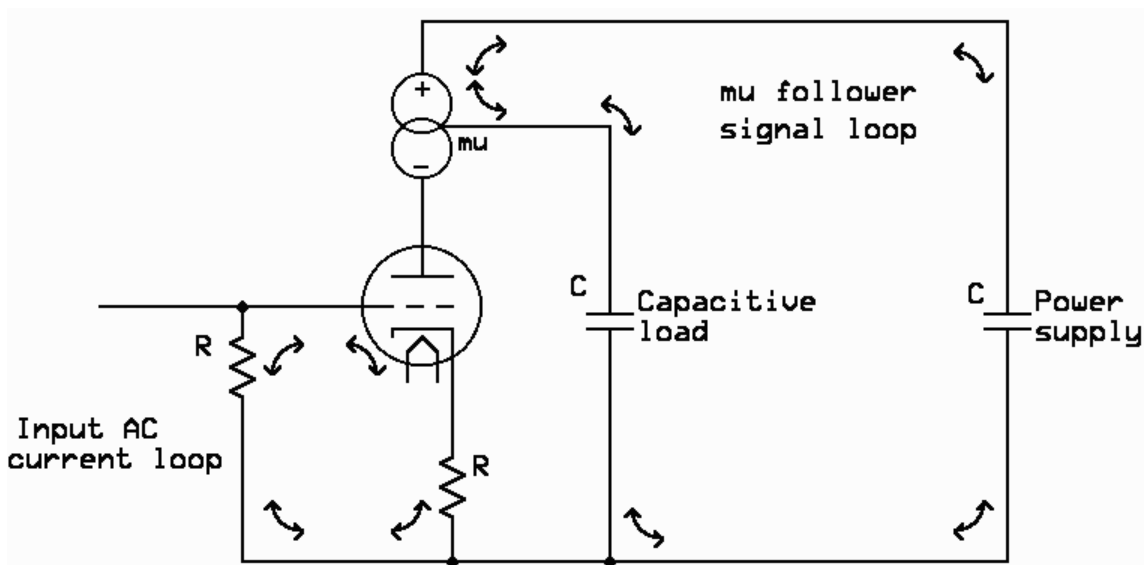 +
mu
-
mu follower
signal loop
C
Capacitive
load
C
Power
supply
R
Input AC
current loop
R